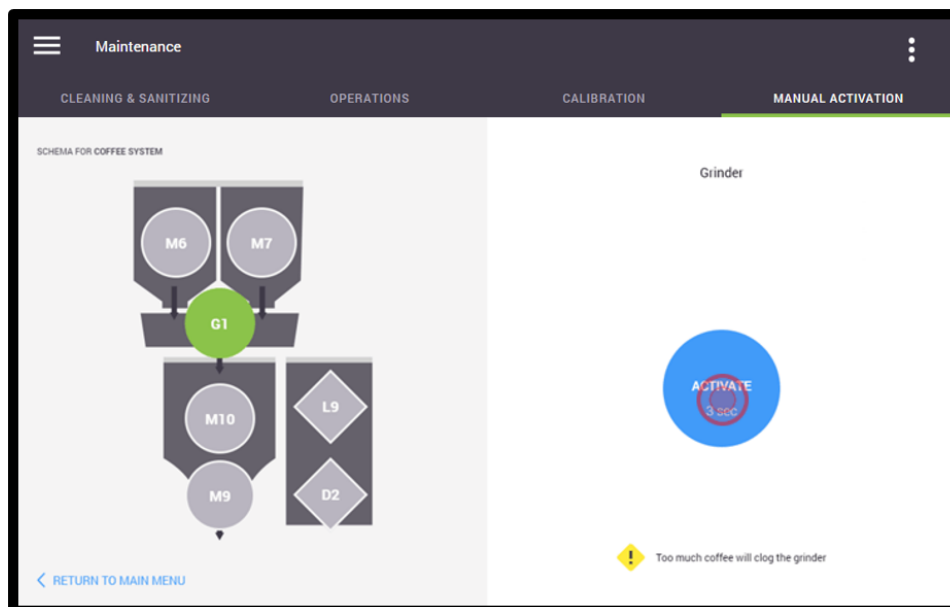 Maintenance
CLEANING & SANITIZING OPERATIONS CALIBRATION MANUAL ACTIVATION
SCHEMA FOR COFFEE SYSTEM
Grinder
M6 M7
G1
ACTIVATE
3 sec
M10 L9
M9 D2
Too much coffee will clog the grinder
RETURN TO MAIN MENU